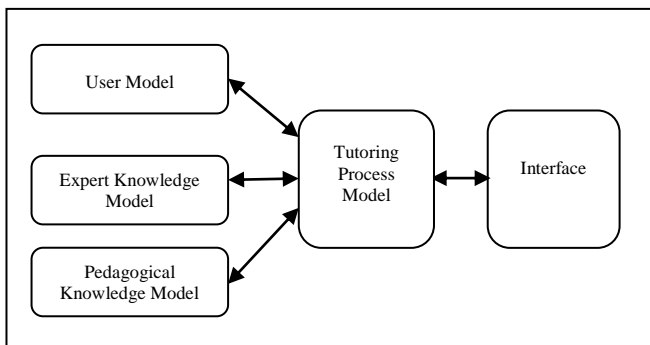 User Model
Expert Knowledge
Model
Pedagogical
Knowledge Model
Tutoring
Process
Model
Interface